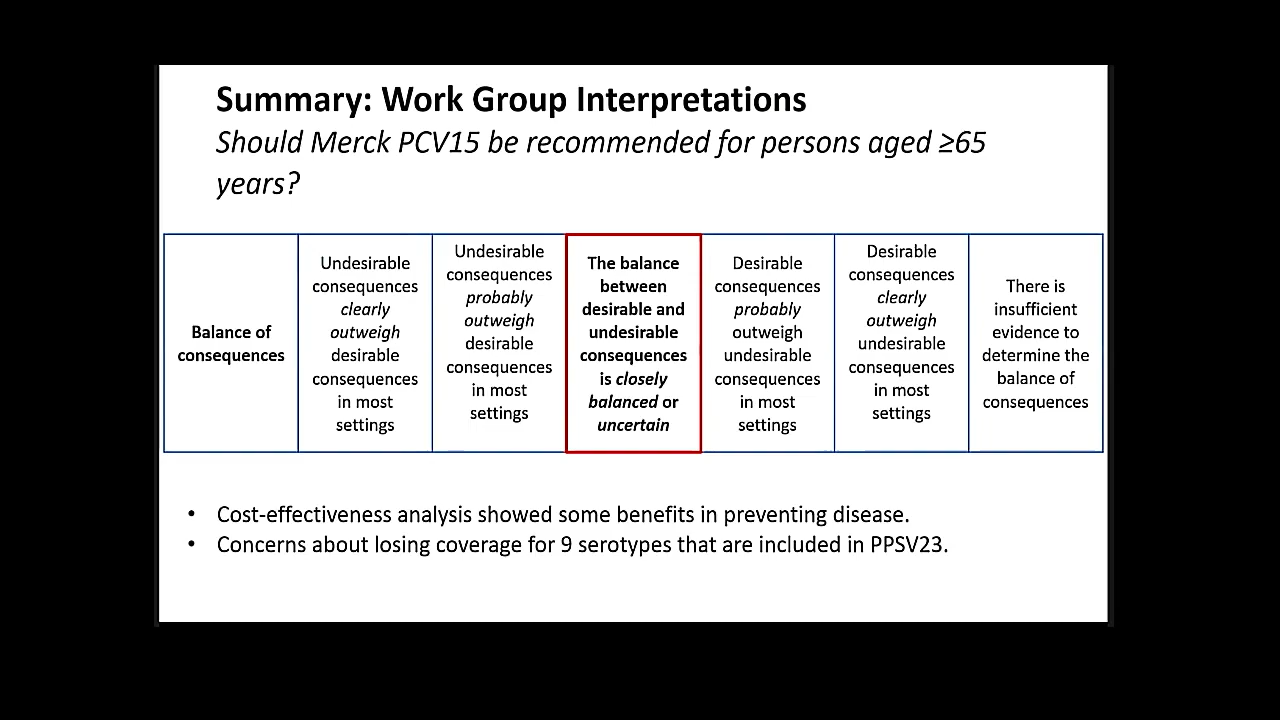 Summary: Work Group Interpretations
Should Merck PCV15 be recommended for persons aged ≥65
years?
Balance of
consequences
Undesirable
consequences
clearly
outweigh
desirable
consequences
in most
settings
Undesirable
consequences
probably
outweigh
desirable
consequences
in most
settings
The balance
between
desirable and
undesirable
consequences
is closely
balanced or
uncertain
Desirable
consequences
probably
outweigh
undesirable
consequences
in most
settings
Desirable
consequences
clearly
outweigh
undesirable
consequences
in most
settings
There is
insufficient
evidence to
determine the
balance of
consequences
• Cost-effectiveness analysis showed some benefits in preventing disease.
• Concerns about losing coverage for 9 serotypes that are included in PPSV23.